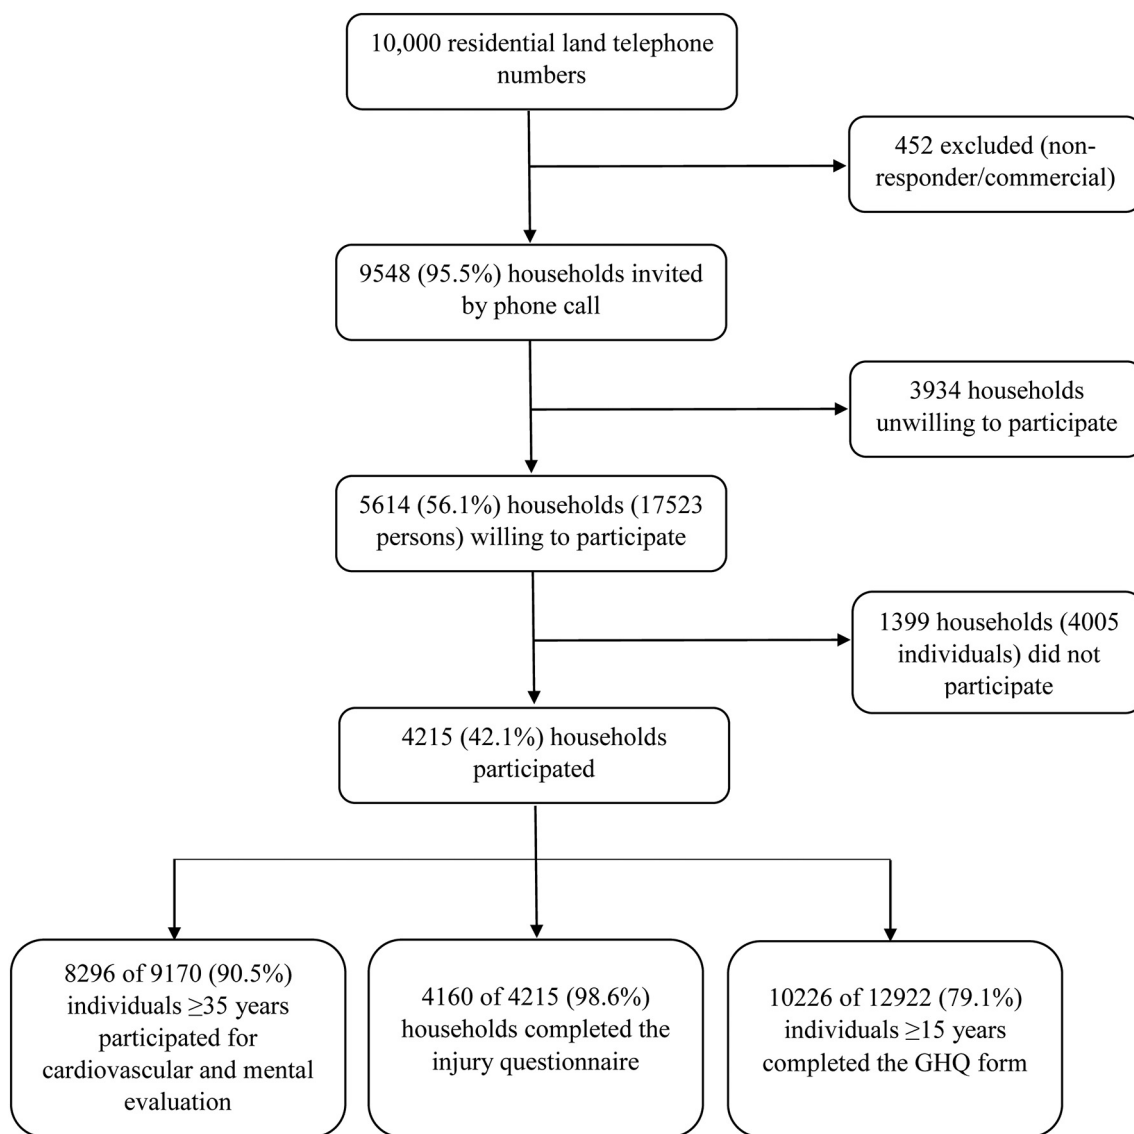 10,000 residential land telephone
numbers
452 excluded (non-
responder/commercial)
9548 (95.5%) households invited
by phone call
3934 households
unwilling to participate
5614 (56.1%) households (17523
persons) willing to participate
1399 households (4005
individuals) did not
participate
4215 (42.1%) households
participated
8296 of 9170 (90.5%)
individuals ≥35 years
participated for
cardiovascular and mental
evaluation
4160 of 4215 (98.6%)
households completed the
injury questionnaire
10226 of 12922 (79.1%)
individuals ≥15 years
completed the GHQ form